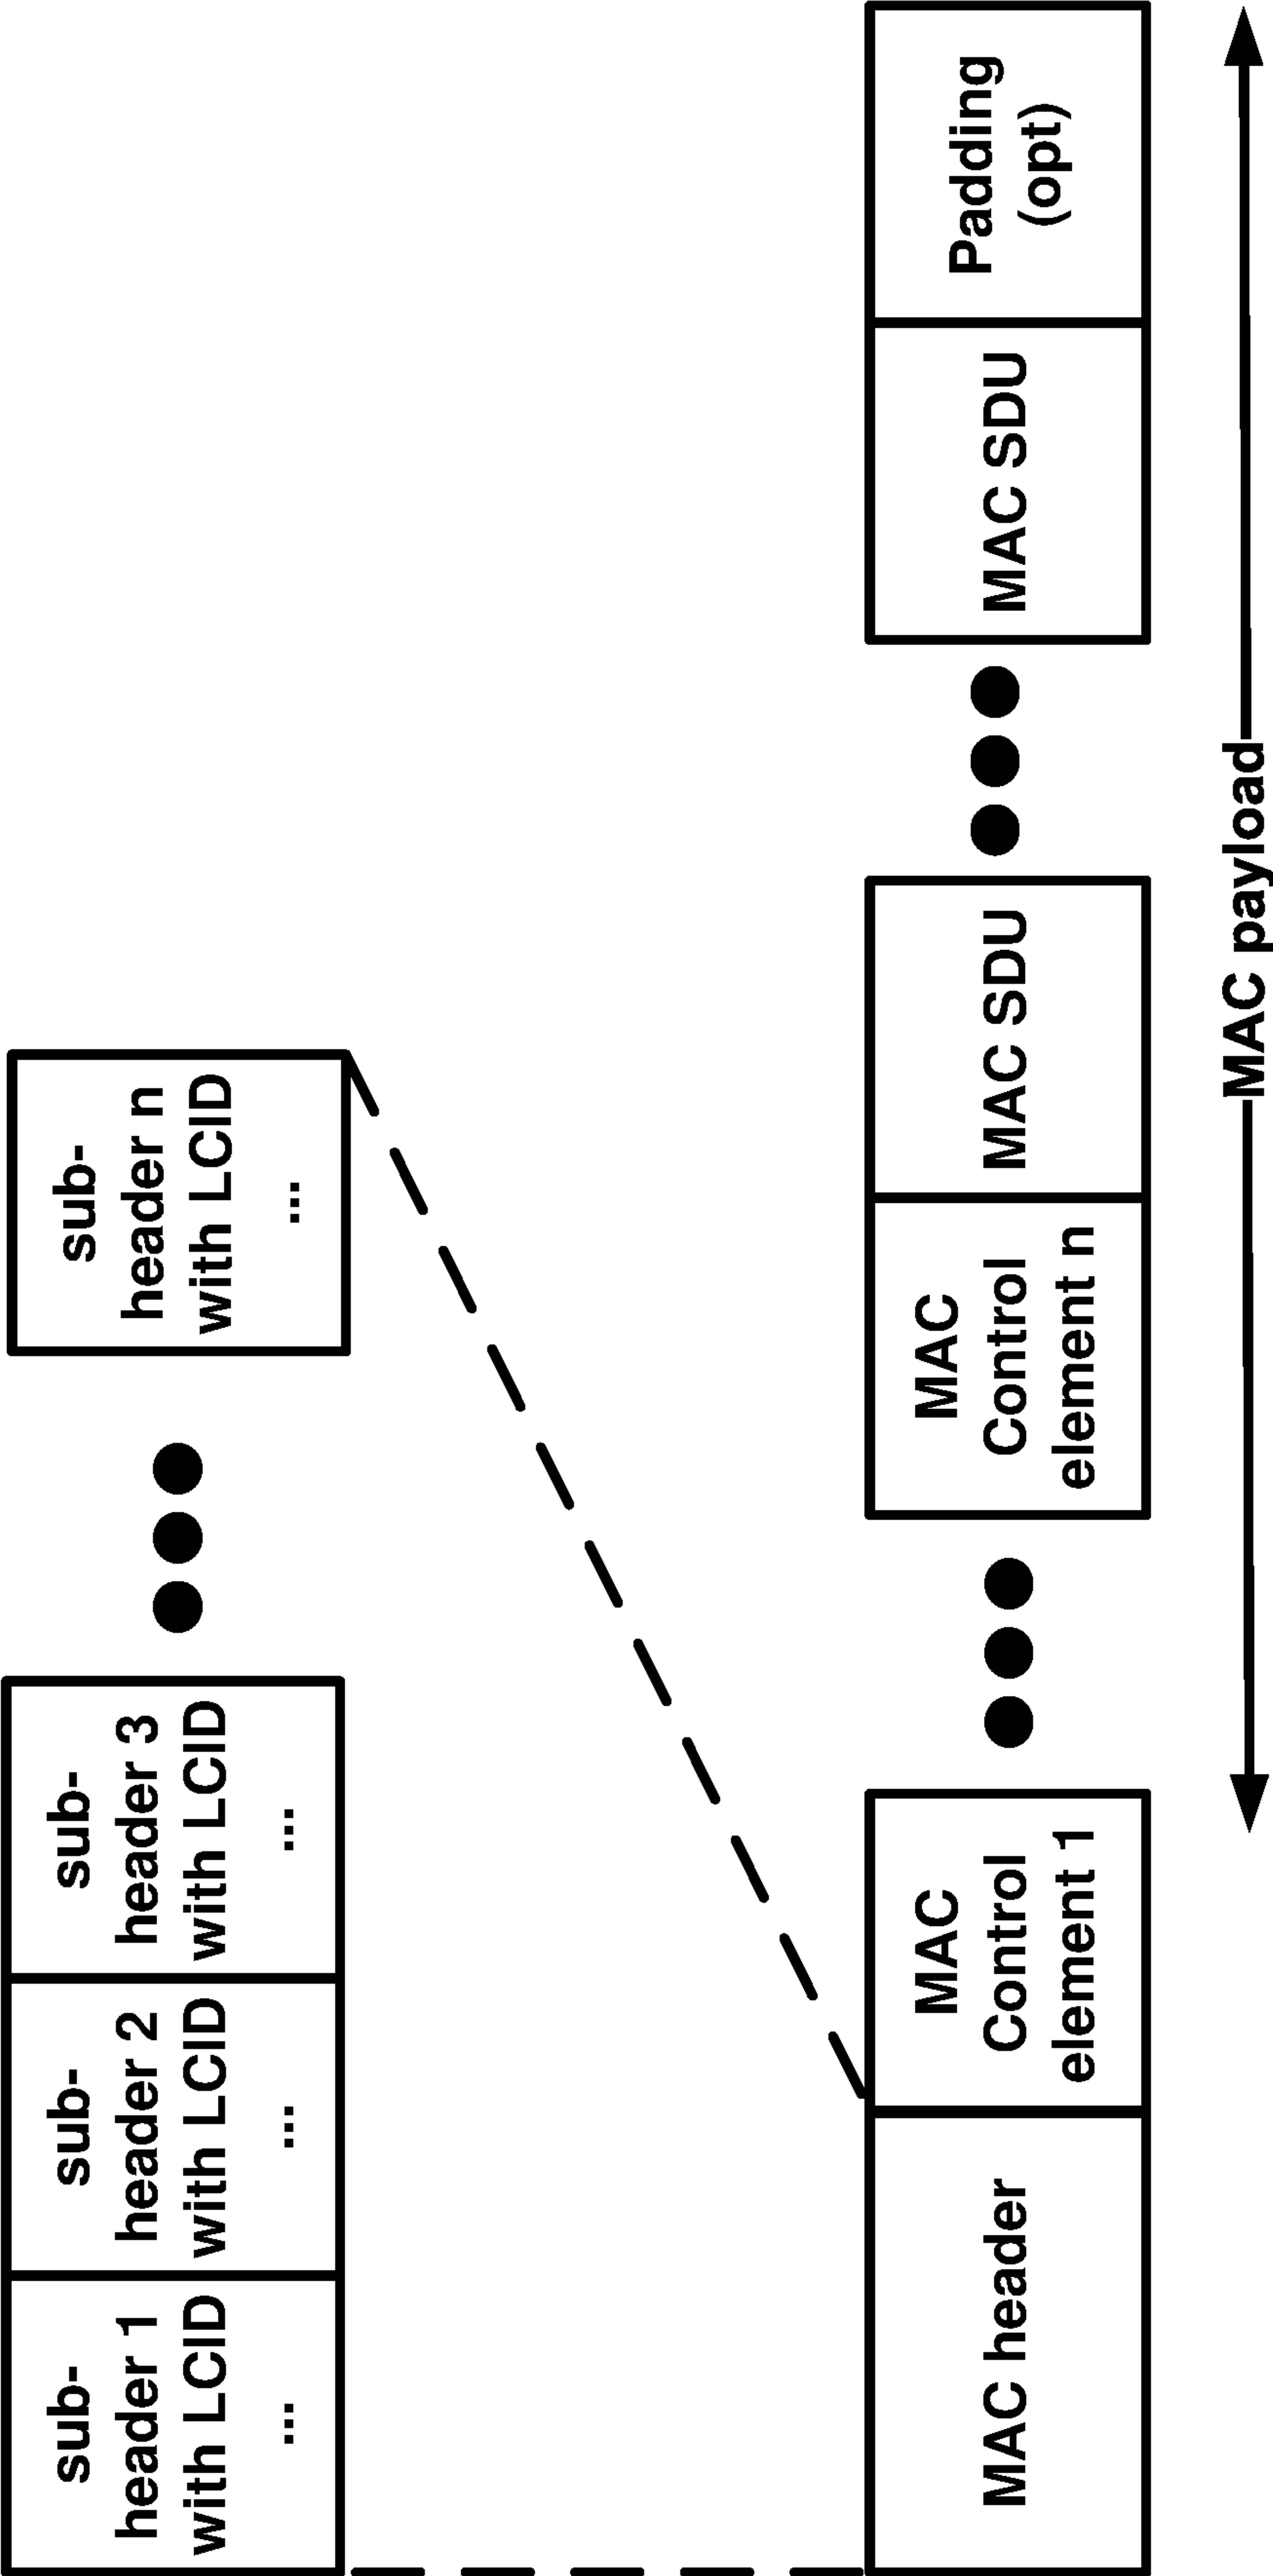 sub-
header 1
with LCID
...
sub-
header 2
with LCID
...
sub-
header 3
with LCID
...
sub-
header n
with LCID
...
MAC header
MAC
Control
element 1
MAC
Control
element n
MAC SDU
MAC SDU
Padding
(opt)
MAC payload